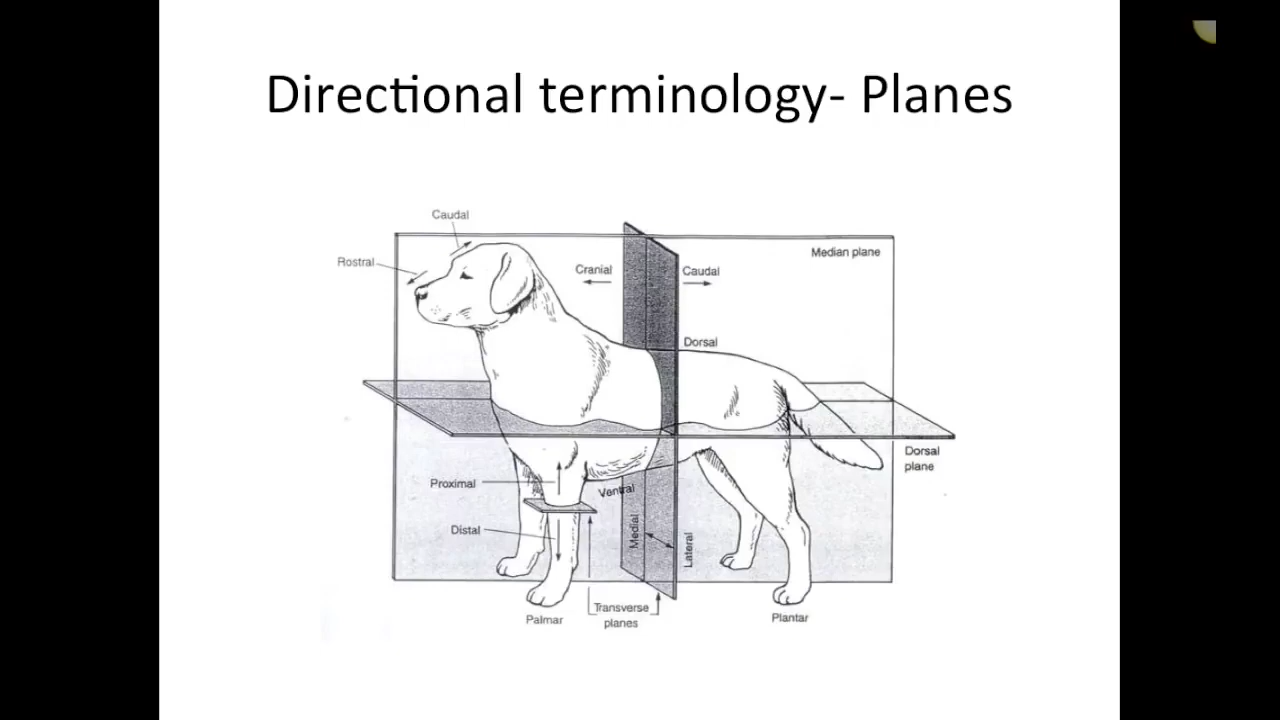 Directional terminology- Planes
Caudal
Rostral
Cranial
Caudal
Median plane
Dorsal
Dorsal
plane
Proximal
Ventral
Distal
Medial
Lateral
Transverse
planes
Palmar
Plantar